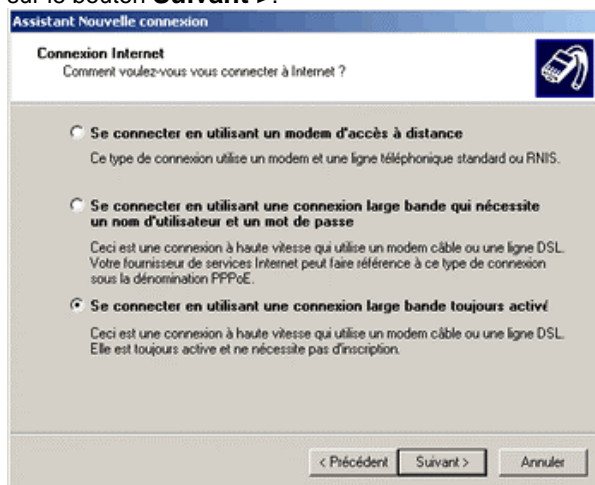 sur le bouton Suivant >.
Assistant Nouvelle connexion
Connexion Internet
Comment voulez-vous vous connecter à Internet ?
Se connecter en utilisant un modem d'accès à distance
Ce type de connexion utilise un modem et une ligne téléphonique standard ou RNIS.
Se connecter en utilisant une connexion large bande qui nécessite
un nom d'utilisateur et un mot de passe
Ceci est une connexion à haute vitesse qui utilise un modem câble ou une ligne DSL.
Votre fournisseur de services Internet peut faire référence à ce type de connexion
sous la dénomination PPPoE.
Se connecter en utilisant une connexion large bande toujours activé
Ceci est une connexion à haute vitesse qui utilise un modem câble ou une ligne DSL.
Elle est toujours active et ne nécessite pas d'inscription.
< Précédent Suivant > Annuler